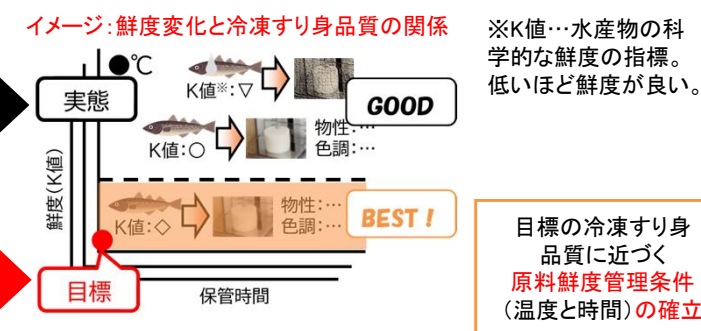 イメージ：鮮度変化と冷凍すり身品質の関係
●℃
K値※：▽
実態
GOOD
K値：○
物性：…
色調：…
鮮度（K値）
K値：◇
物性：…
色調：…
BEST！
目標
保管時間
※K値…水産物の科
学的な鮮度の指標。
低いほど鮮度が良い。
目標の冷凍すり身
品質に近づく
原料鮮度管理条件
（温度と時間）の確立